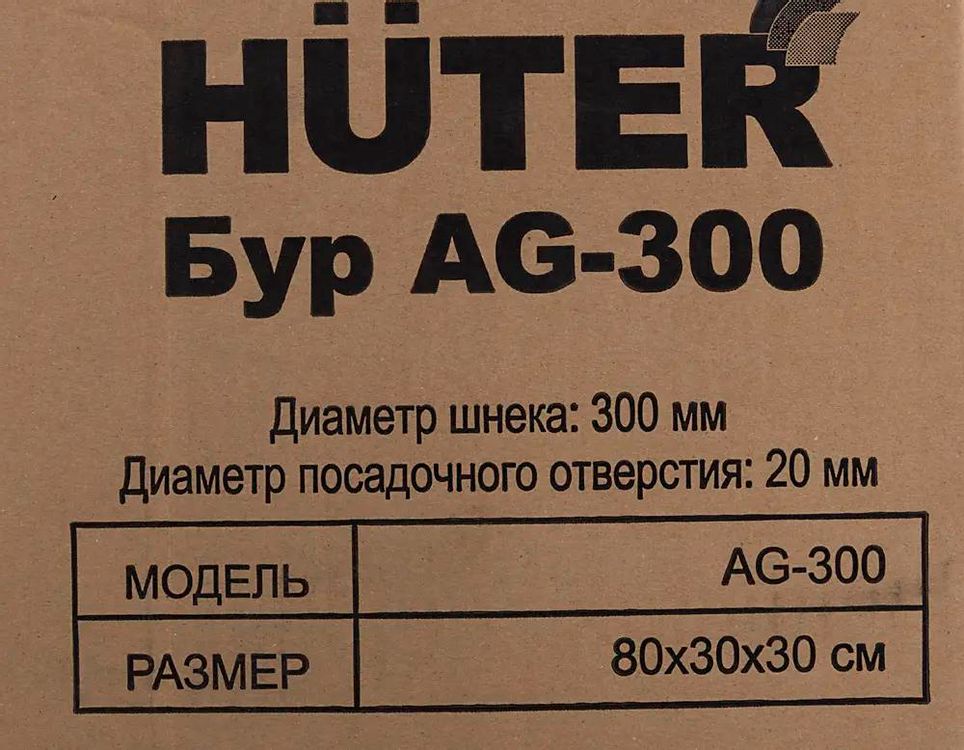 HÜTER
Бур AG-300
Диаметр шнека: 300 мм
Диаметр посадочного отверстия: 20 мм
МОДЕЛЬ AG-300
РАЗМЕР 80x30x30 см